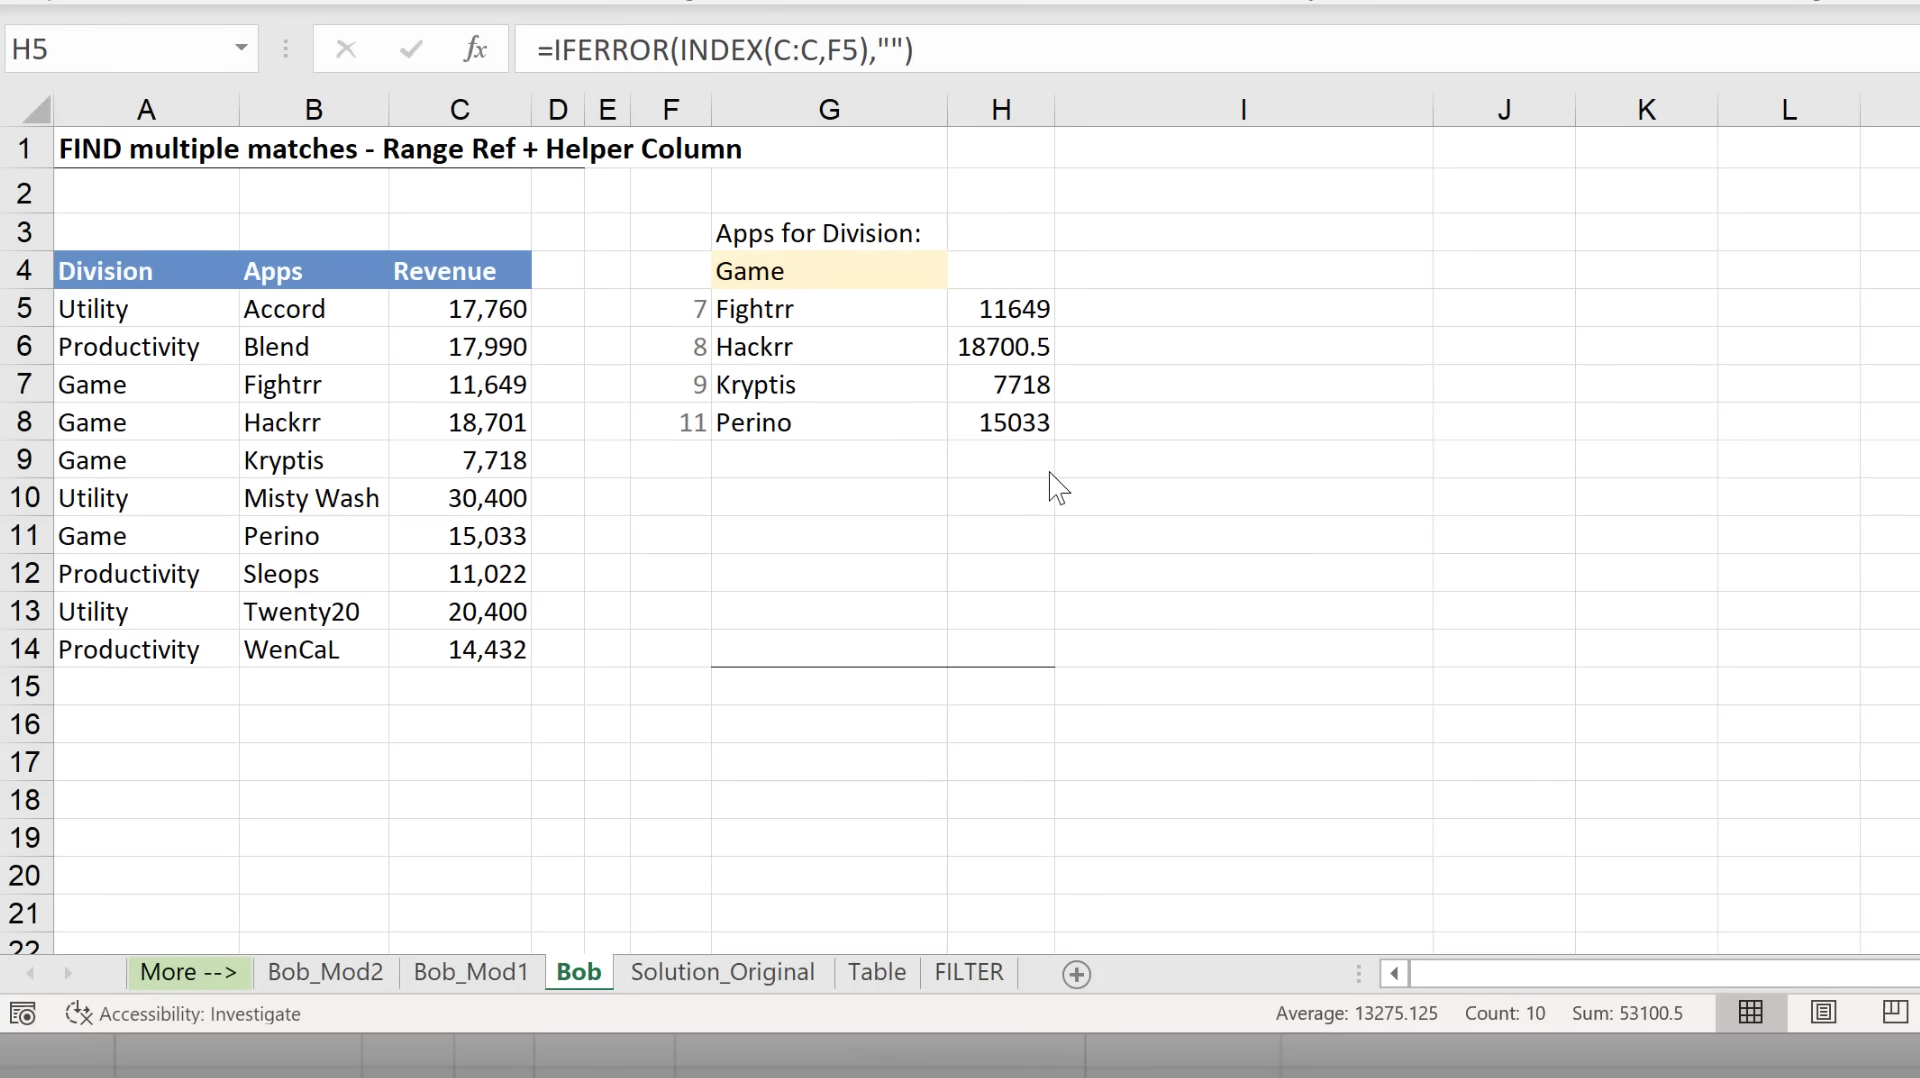 H5 fx =IFERROR(INDEX(C:C,F5),"")
A B C D E F G H I J K L
1 FIND multiple matches - Range Ref + Helper Column
2
3 Apps for Division:
4 Division Apps Revenue Game
5 Utility Accord 17,760 7 Fightrr 11649
6 Productivity Blend 17,990 8 Hackrr 18700.5
7 Game Fightrr 11,649 9 Kryptis 7718
8 Game Hackrr 18,701 11 Perino 15033
9 Game Kryptis 7,718
10 Utility Misty Wash 30,400
11 Game Perino 15,033
12 Productivity Sleops 11,022
13 Utility Twenty20 20,400
14 Productivity WenCaL 14,432
15
16
17
18
19
20
21
22
More --> Bob_Mod2 Bob_Mod1 Bob Solution_Original Table FILTER
Accessibility: Investigate Average: 13275.125 Count: 10 Sum: 53100.5